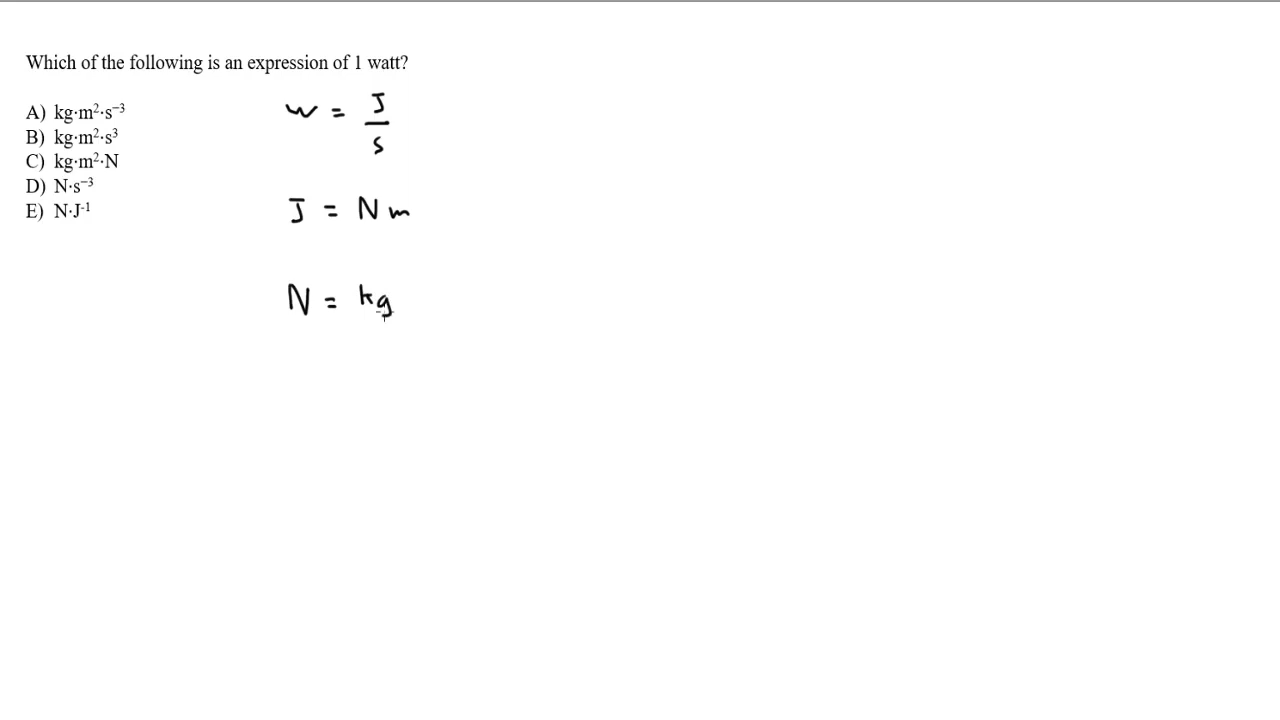 Which of the following is an expression of 1 watt?
A) kg·m²·s⁻³
B) kg·m²·s³
C) kg·m²·N
D) N·s⁻³
E) N·J⁻¹
W = J
s
J = Nm
N = kg